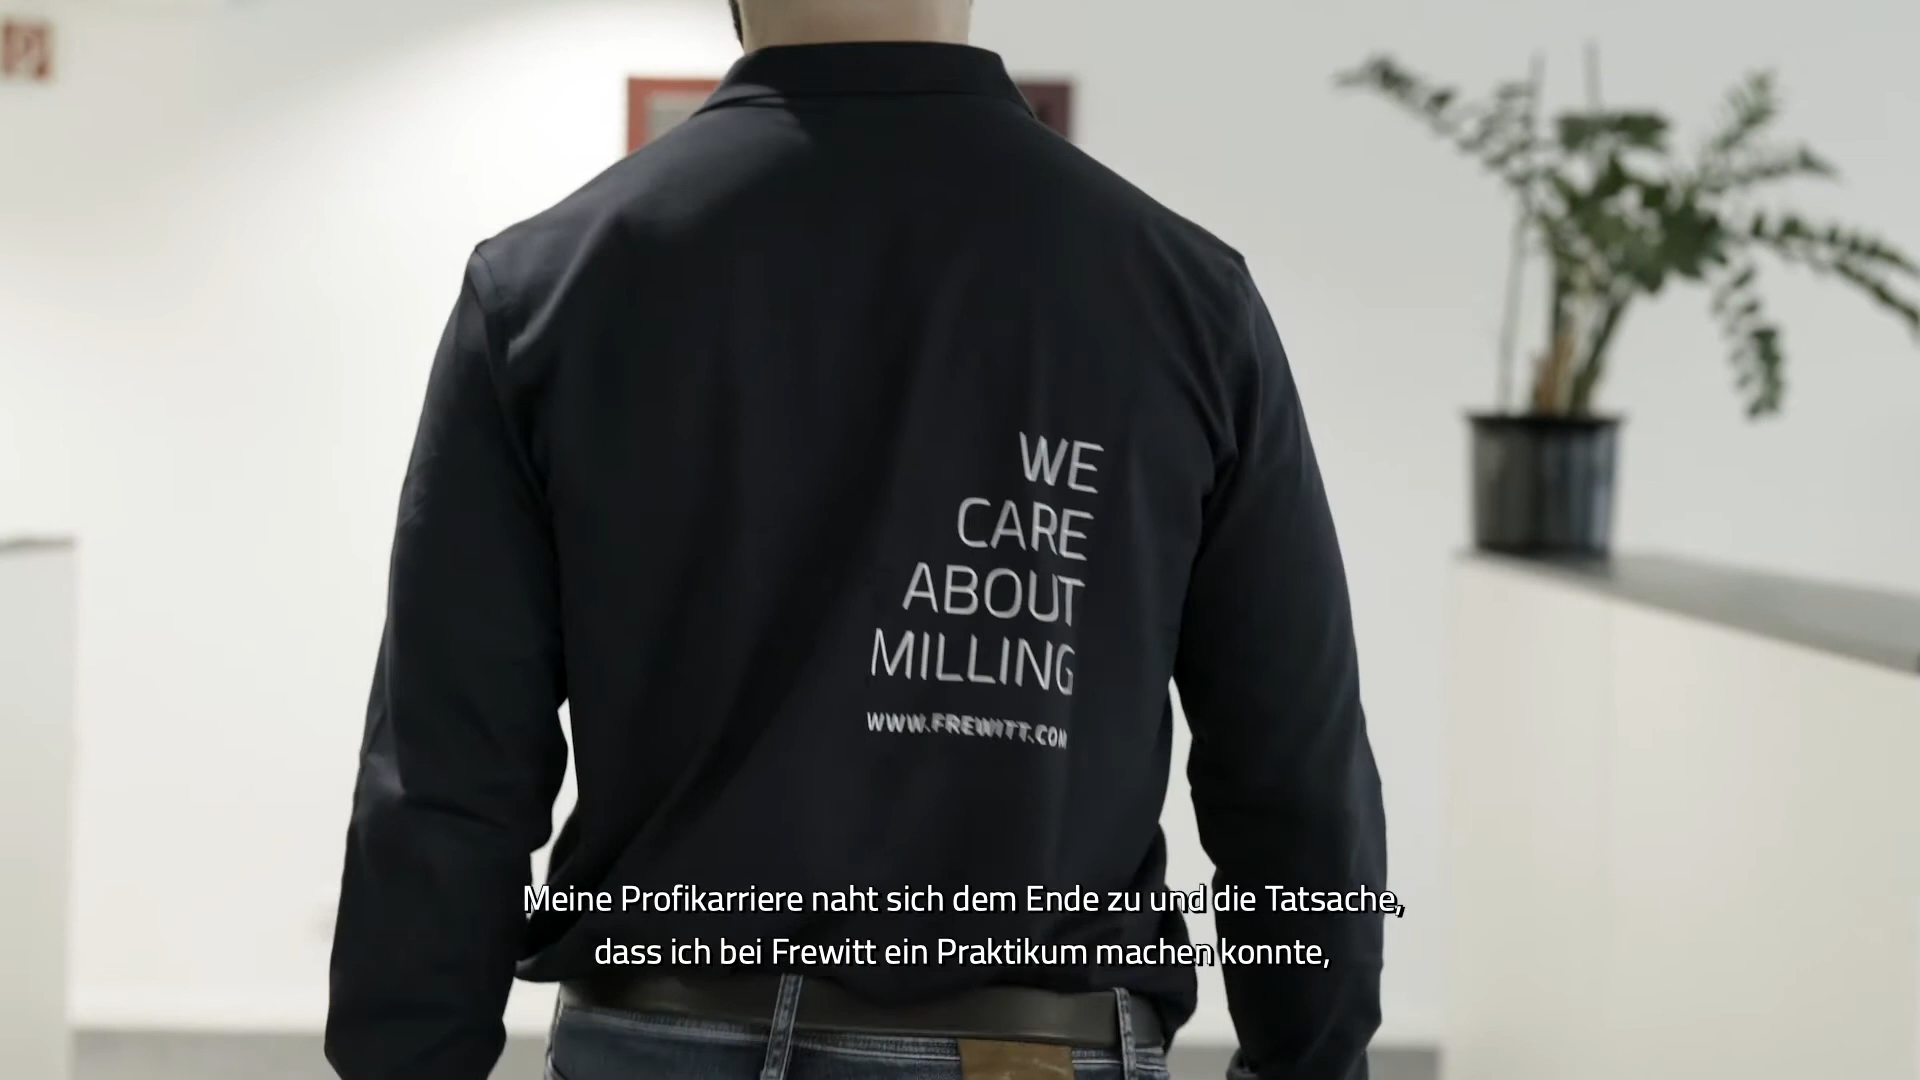 WE
CARE
ABOUT
MILLING
WWW.FREWITT.COM
Meine Profikarriere naht sich dem Ende zu und die Tatsache,
dass ich bei Frewitt ein Praktikum machen konnte,